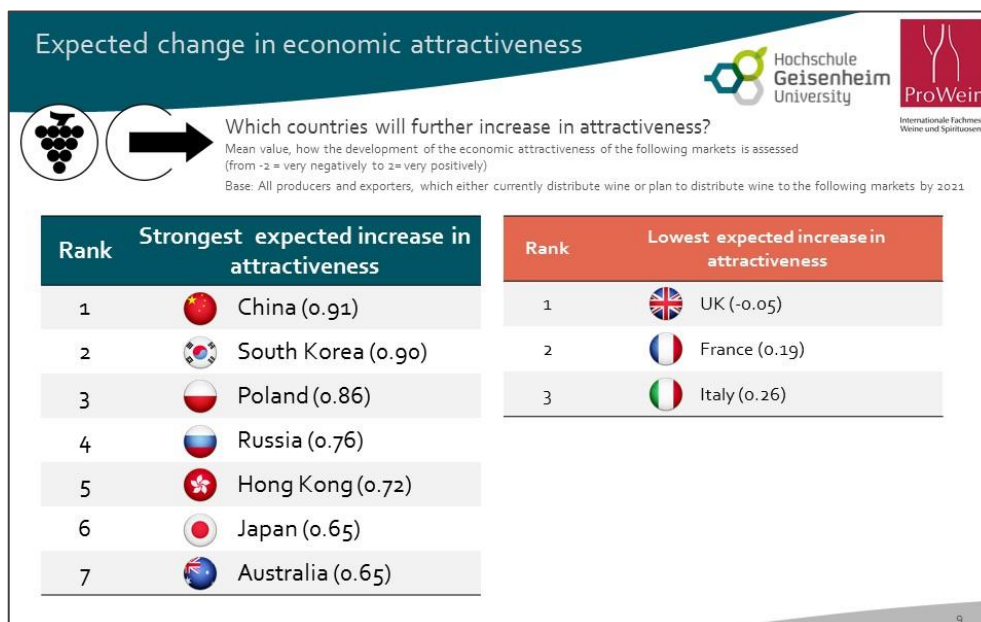 Expected change in economic attractiveness
Hochschule
Geisenheim
University
ProWein
Internationale Fachmes
Weine und Spirituosen
Which countries will further increase in attractiveness?
Mean value, how the development of the economic attractiveness of the following markets is assessed
(from -2 = very negatively to 2= very positively)
Base: All producers and exporters, which either currently distribute wine or plan to distribute wine to the following markets by 2021
Rank
Strongest expected increase in
attractiveness
1 China (0.91)
2 South Korea (0.90)
3 Poland (0.86)
4 Russia (0.76)
5 Hong Kong (0.72)
6 Japan (0.65)
7 Australia (0.65)
Rank
Lowest expected increase in
attractiveness
1 UK (-0.05)
2 France (0.19)
3 Italy (0.26)
9